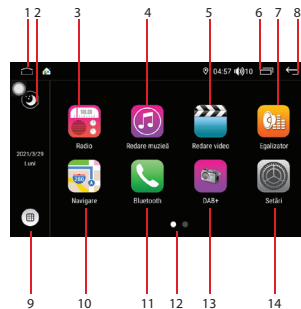 1 2 3 4 5 6 7 8
04:57 10
2021/3/29
Luni
Radio Redare muzică Redare video Egalizator
280
Navigare Bluetooth DAB+ Setări
9 10 11 12 13 14